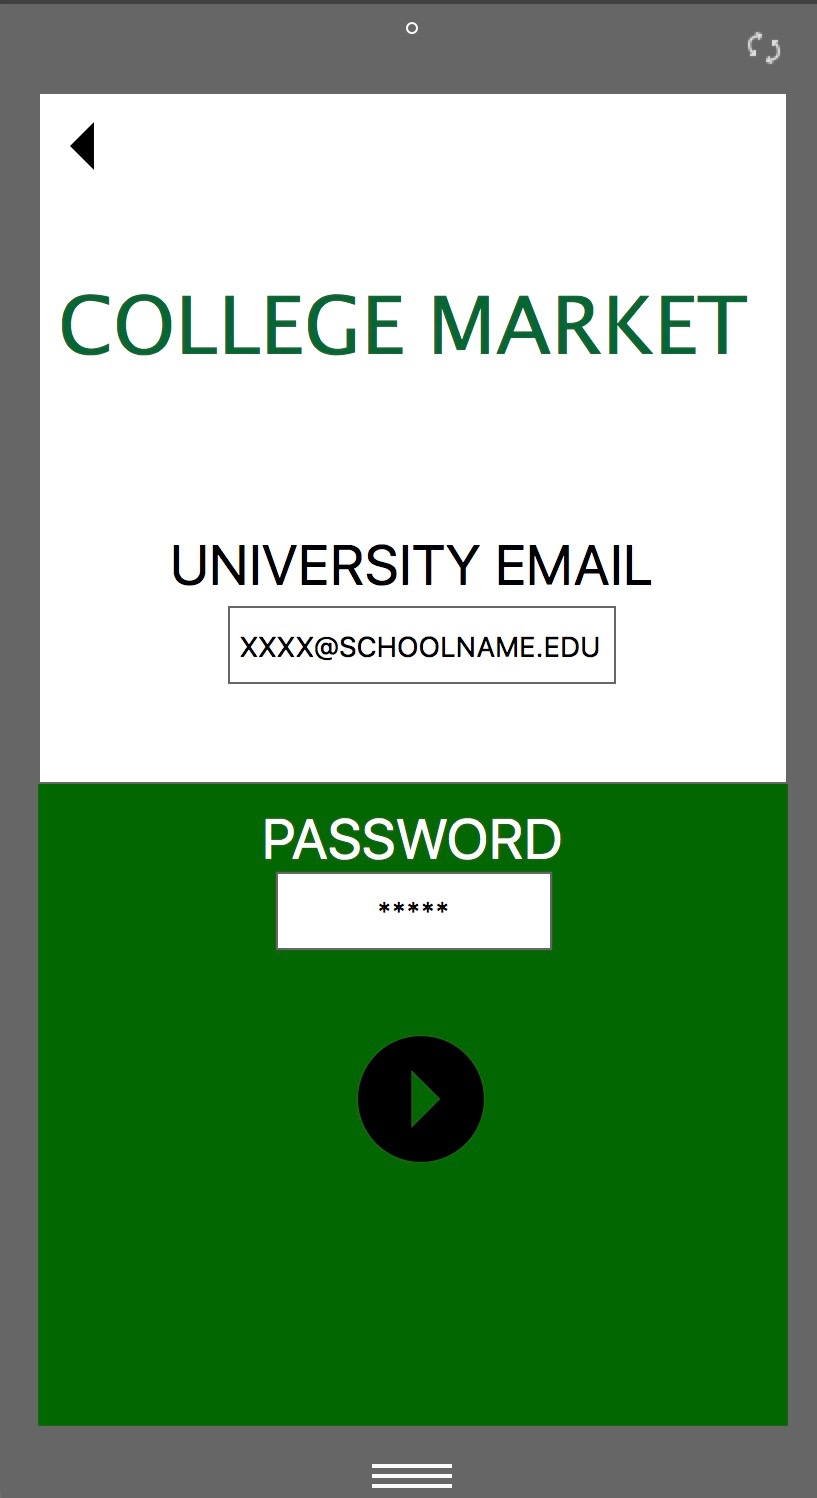 COLLEGE MARKET
UNIVERSITY EMAIL
XXXX@SCHOOLNAME.EDU
PASSWORD
*****